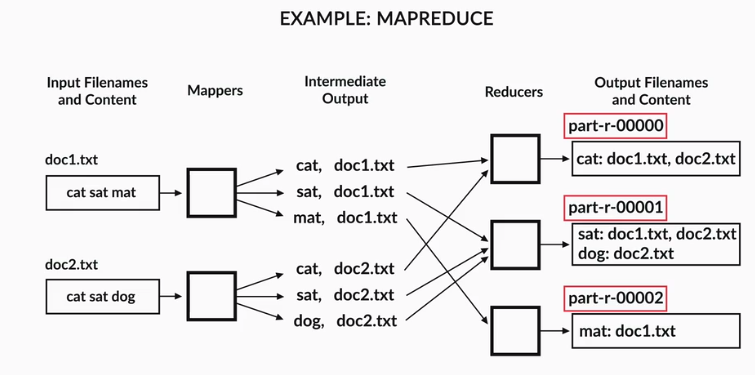 EXAMPLE: MAPREDUCE
Input Filenames
and Content
Mappers
Intermediate
Output
Reducers
Output Filenames
and Content
doc1.txt
cat sat mat
cat, doc1.txt
sat, doc1.txt
mat, doc1.txt
doc2.txt
cat sat dog
cat, doc2.txt
sat, doc2.txt
dog, doc2.txt
part-r-00000
cat: doc1.txt, doc2.txt
part-r-00001
sat: doc1.txt, doc2.txt
dog: doc2.txt
part-r-00002
mat: doc1.txt